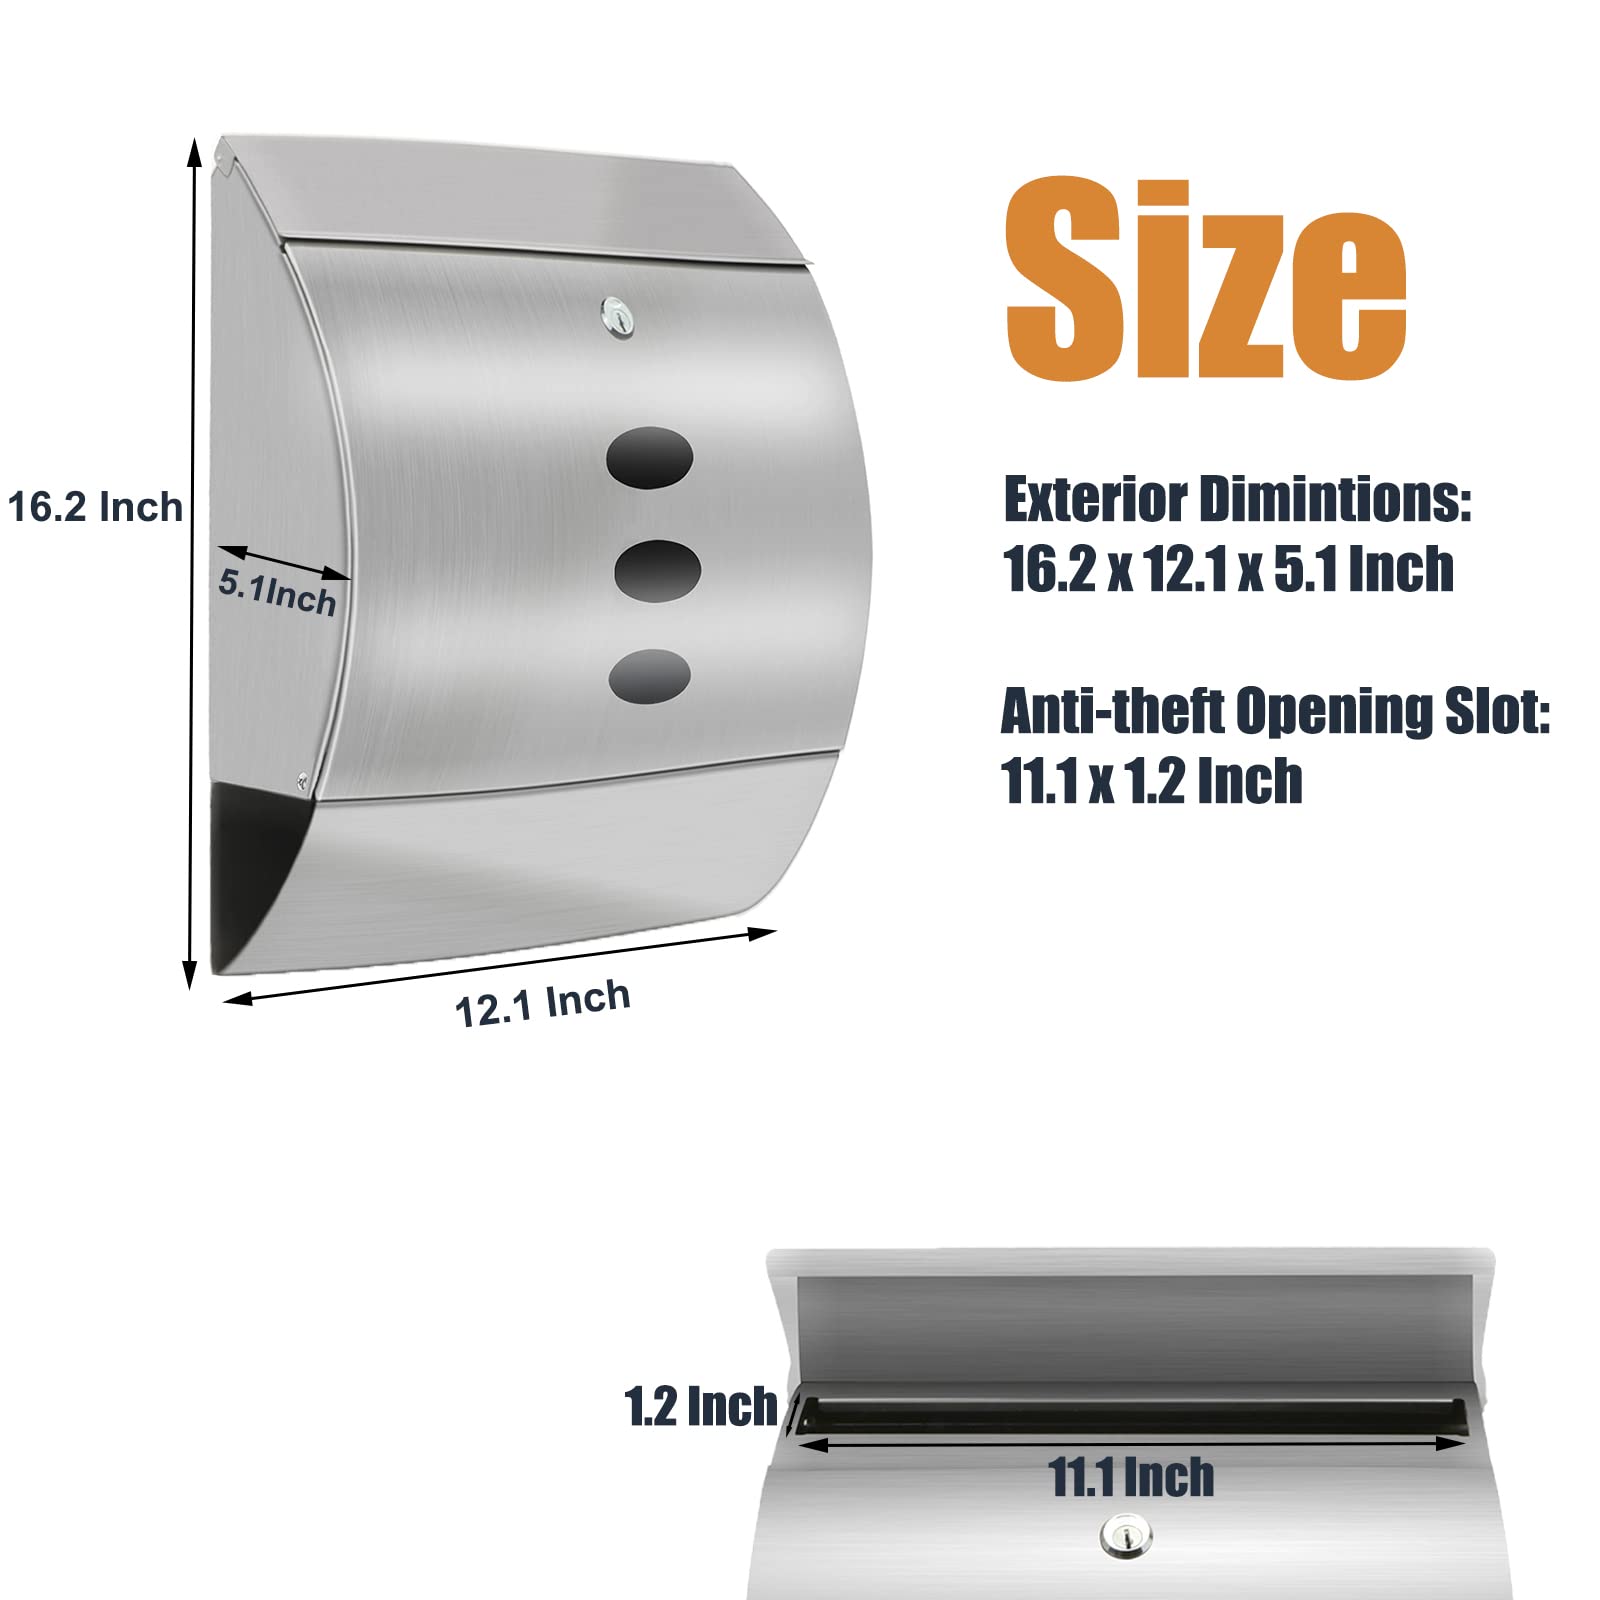 Size
Exterior Dimintions:
16.2 x 12.1 x 5.1 Inch
Anti-theft Opening Slot:
11.1 x 1.2 Inch
16.2 Inch
5.1Inch
12.1 Inch
1.2 Inch
11.1 Inch